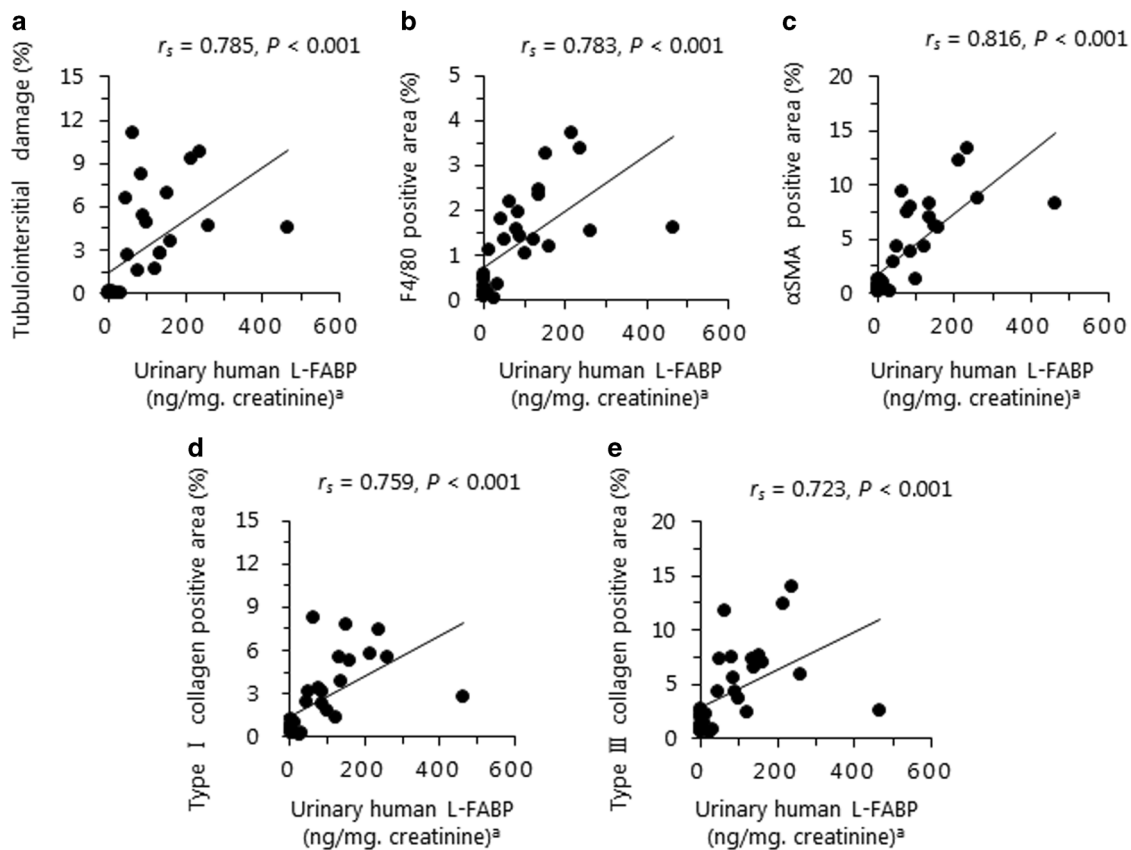 a
r_s = 0.785, P < 0.001
Tubulointersitial damage (%)
15
12
9
6
3
0
0 200 400 600
Urinary human L-FABP
(ng/mg. creatinine)ª
b
r_s = 0.783, P < 0.001
F4/80 positive area (%)
5
4
3
2
1
0
0 200 400 600
Urinary human L-FABP
(ng/mg. creatinine)ª
c
r_s = 0.816, P < 0.001
αSMA positive area (%)
20
15
10
5
0
0 200 400 600
Urinary human L-FABP
(ng/mg. creatinine)ª
d
r_s = 0.759, P < 0.001
Type Ⅰ collagen positive area (%)
15
12
9
6
3
0
0 200 400 600
Urinary human L-FABP
(ng/mg. creatinine)ª
e
r_s = 0.723, P < 0.001
Type Ⅲ collagen positive area (%)
20
15
10
5
0
0 200 400 600
Urinary human L-FABP
(ng/mg. creatinine)ª